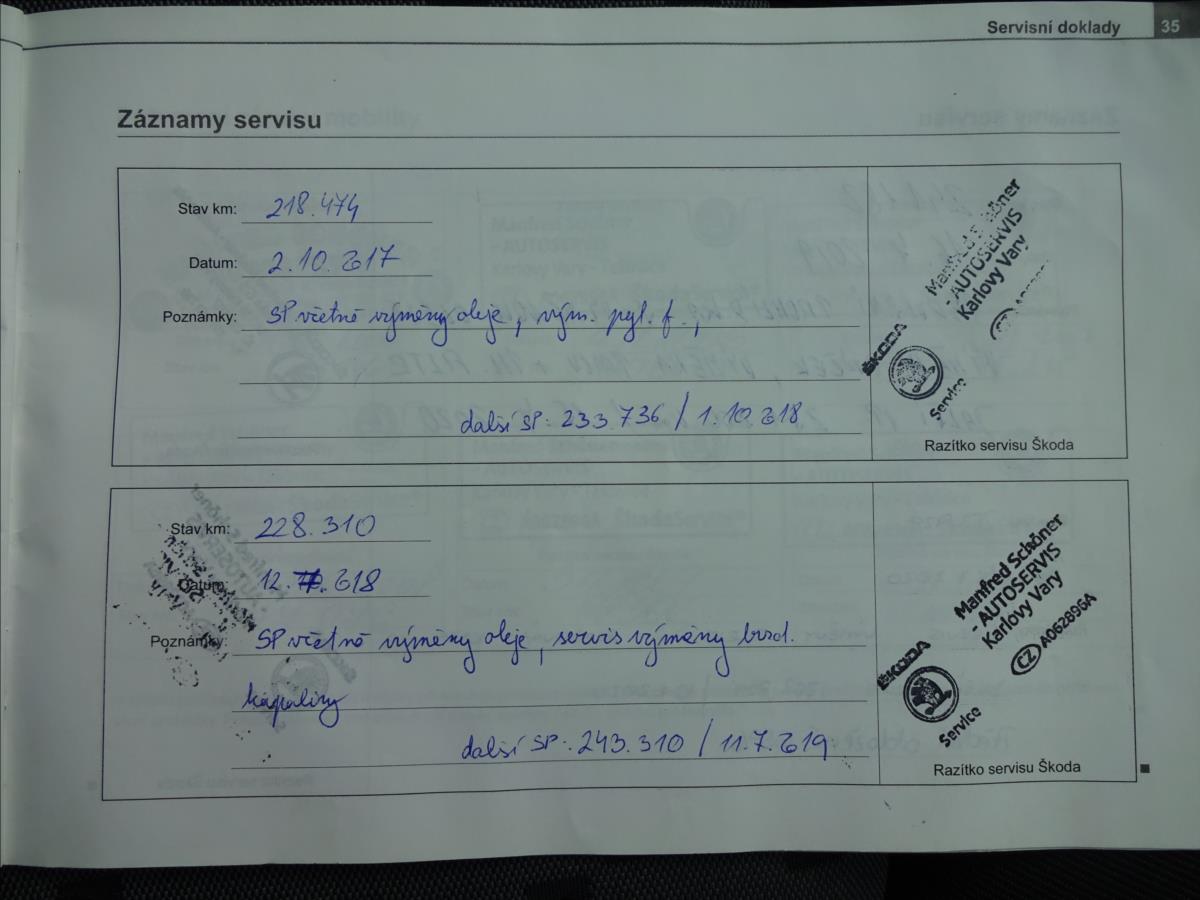 Servisní doklady 35
Záznamy servisu
Stav km: 218.474
Datum: 2.10.2017
Poznámky: SP včetně výměny oleje, vým. pyl. f.,
další SP: 233 736 / 1.10.2018
Manfred Schöner
- AUTOSERVIS
Karlovy Vary
ŠKODA
Service
Razítko servisu Škoda
Stav km: 228.310
Datum: 12. 7. 2018
Poznámky: SP včetně výměny oleje, servis výměny brzd.
kapaliny
další SP: 243.310 / 11.7.2019
Manfred Schöner
- AUTOSERVIS
Karlovy Vary
CZ A062896A
ŠKODA
Service
Razítko servisu Škoda